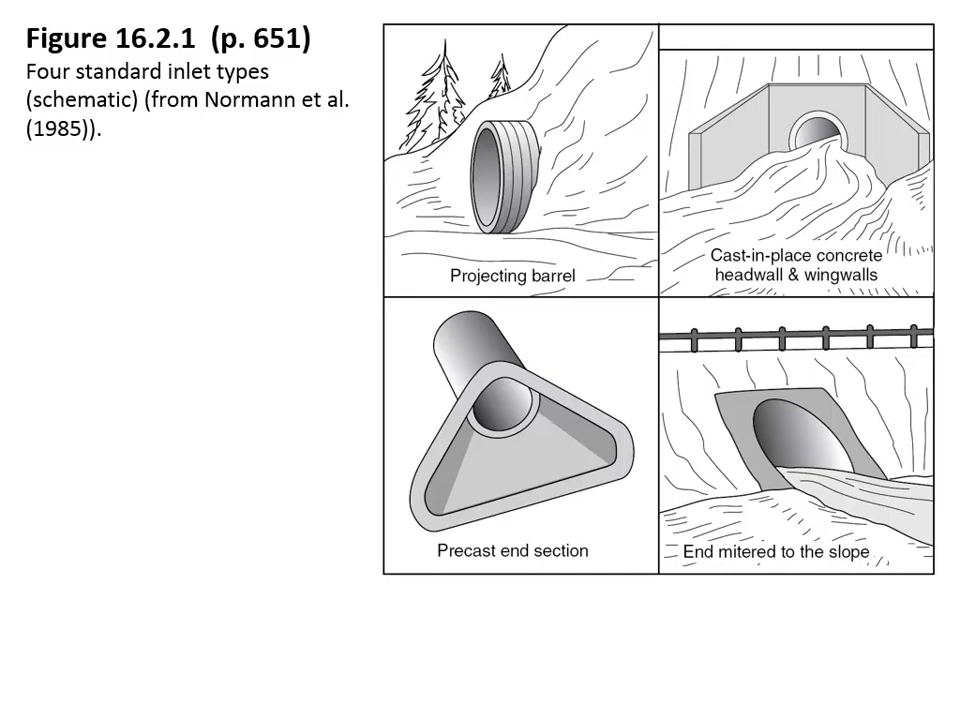 Figure 16.2.1 (p. 651)
Four standard inlet types
(schematic) (from Normann et al.
(1985)).
Projecting barrel
Cast-in-place concrete
headwall & wingwalls
Precast end section
End mitered to the slope